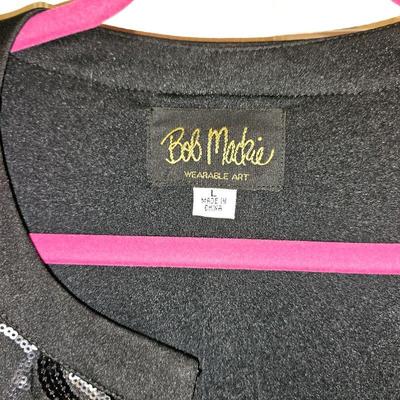 Bob Mackie
WEARABLE ART
L
MADE IN
CHINA